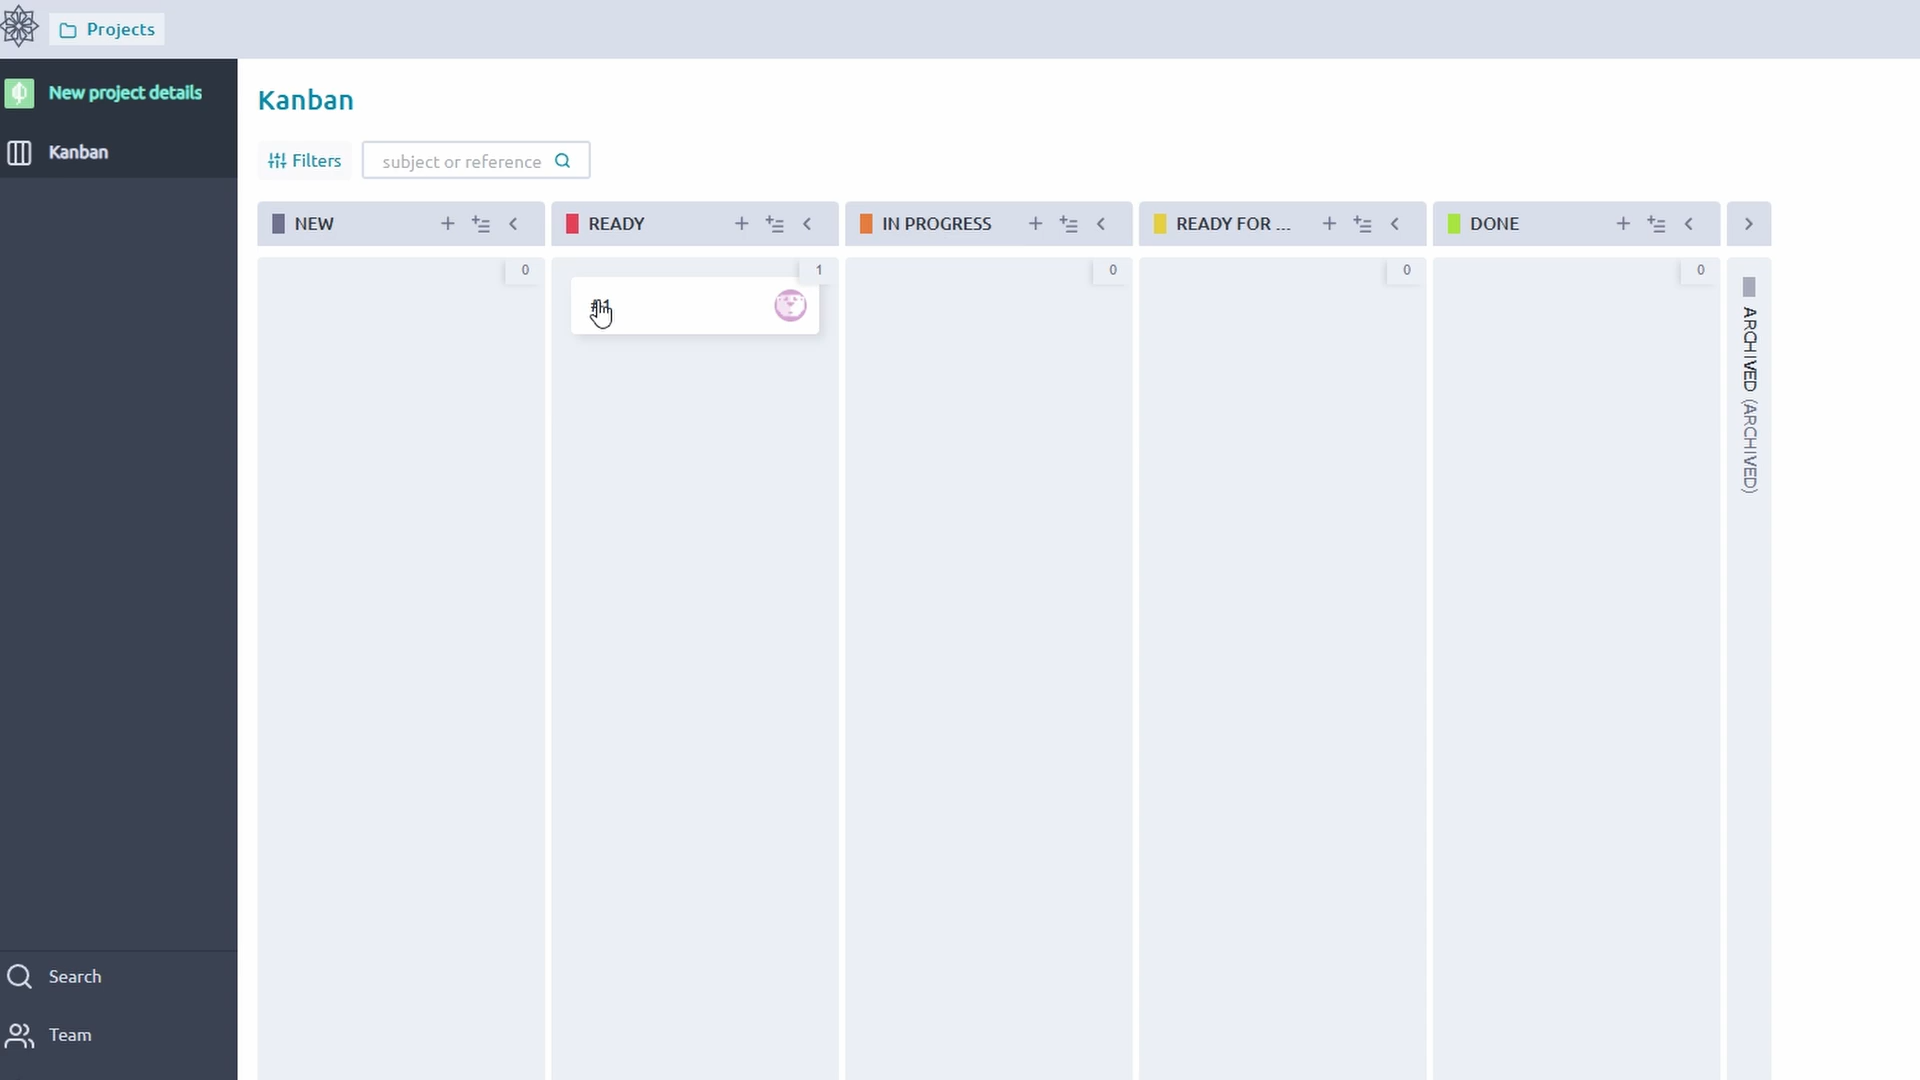 Projects
New project details
Kanban
Search
Team
Kanban
Filters
subject or reference
NEW
READY
IN PROGRESS
READY FOR ...
DONE
0
1
0
0
0
#1
ARCHIVED (ARCHIVED)